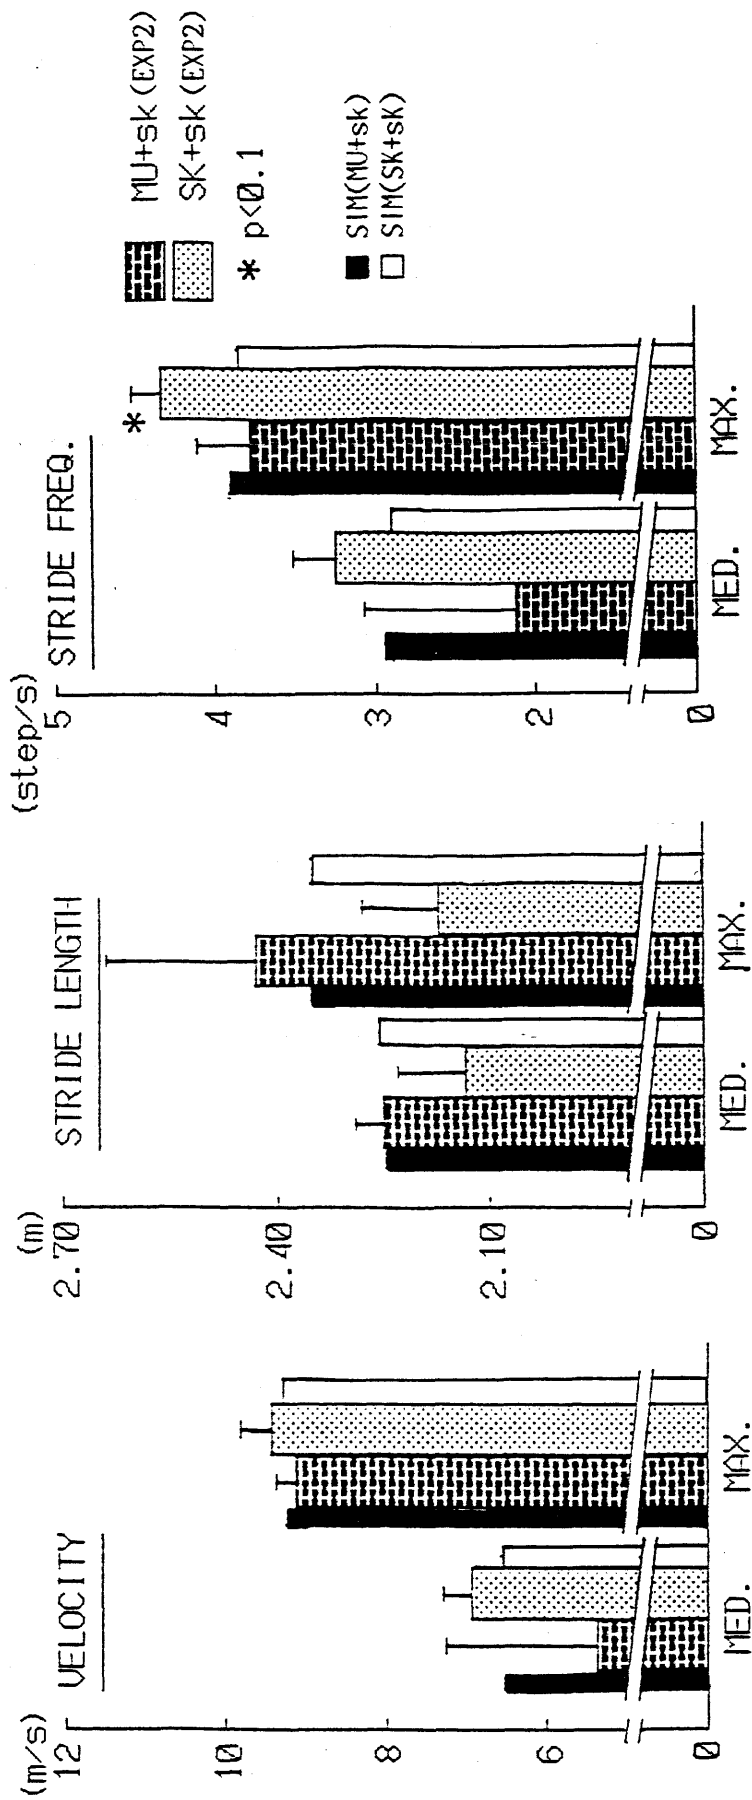 VELOCITY
(m/s)
12
10
8
6
0
MED.
MAX.
STRIDE LENGTH
(m)
2.70
2.40
2.10
0
MED.
MAX.
STRIDE FREQ.
(step/s)
5
4
3
2
0
MED.
MAX.
*
MU+sk(EXP2)
SK+sk(EXP2)
* p<0.1
SIM(MU+sk)
SIM(SK+sK)